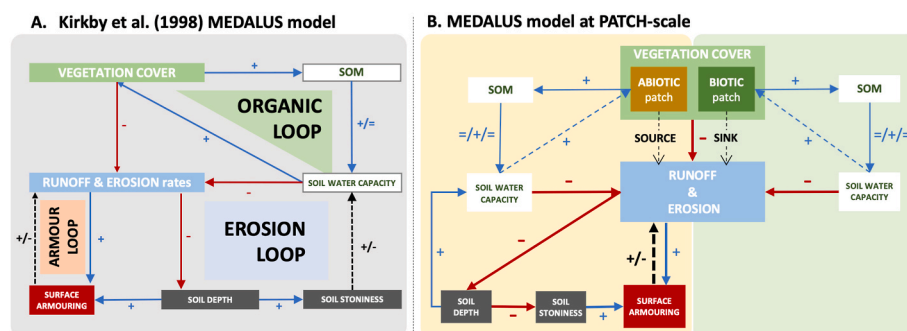 A. Kirkby et al. (1998) MEDALUS model
VEGETATION COVER
+
SOM
-
ORGANIC
LOOP
+
+/=
RUNOFF & EROSION rates
-
SOIL WATER CAPACITY
+/-
ARMOUR
LOOP
+
-
EROSION
LOOP
+/-
SURFACE
ARMOURING
+
SOIL DEPTH
+
SOIL STONINESS
B. MEDALUS model at PATCH-scale
VEGETATION COVER
SOM
+
ABIOTIC
patch
BIOTIC
patch
+
SOM
=/+/=
+
SOURCE
-
SINK
+
=/+/=
SOIL WATER
CAPACITY
-
RUNOFF
&
EROSION
-
SOIL WATER
CAPACITY
+
-
+/-
+
SOIL
DEPTH
-
SOIL
STONINESS
+
SURFACE
ARMOURING